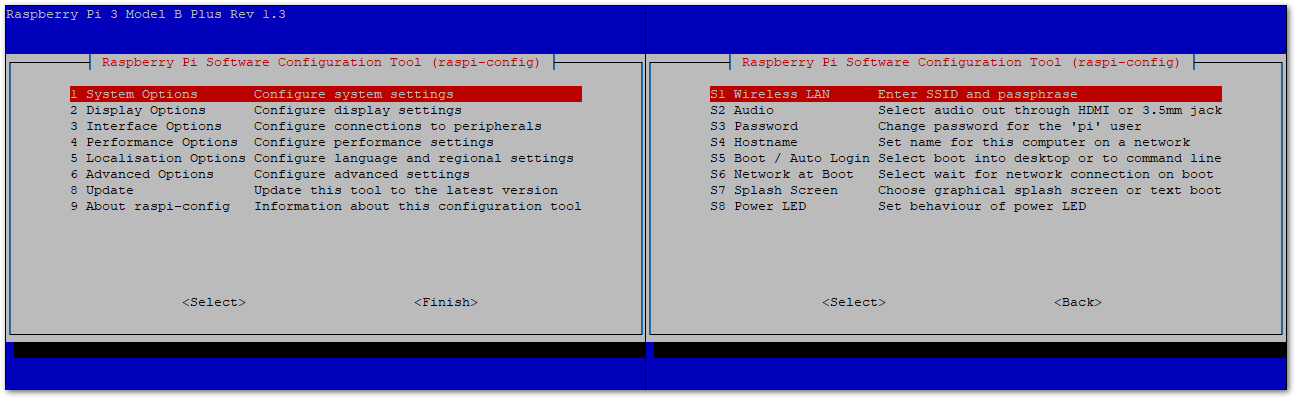 Raspberry Pi 3 Model B Plus Rev 1.3
Raspberry Pi Software Configuration Tool (raspi-config)
1 System Options Configure system settings
2 Display Options Configure display settings
3 Interface Options Configure connections to peripherals
4 Performance Options Configure performance settings
5 Localisation Options Configure language and regional settings
6 Advanced Options Configure advanced settings
8 Update Update this tool to the latest version
9 About raspi-config Information about this configuration tool
<Select> <Finish>
Raspberry Pi Software Configuration Tool (raspi-config)
S1 Wireless LAN Enter SSID and passphrase
S2 Audio Select audio out through HDMI or 3.5mm jack
S3 Password Change password for the 'pi' user
S4 Hostname Set name for this computer on a network
S5 Boot / Auto Login Select boot into desktop or to command line
S6 Network at Boot Select wait for network connection on boot
S7 Splash Screen Choose graphical splash screen or text boot
S8 Power LED Set behaviour of power LED
<Select> <Back>